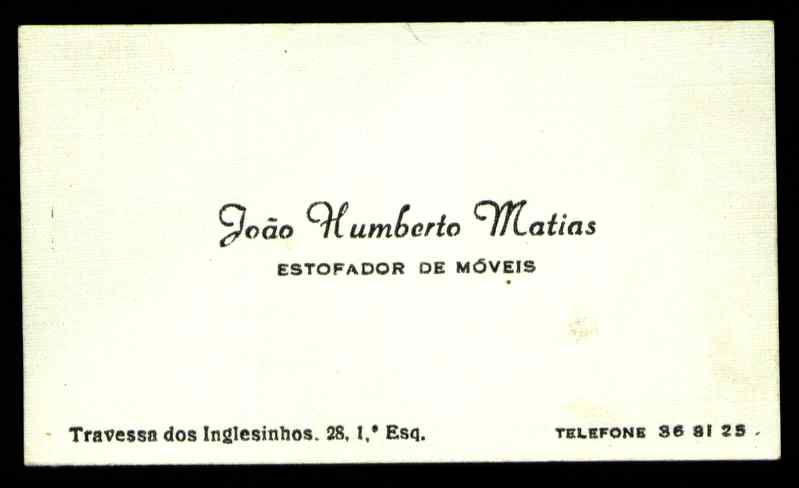 João Humberto Matias
ESTOFADOR DE MÓVEIS
Travessa dos Inglesinhos. 28, 1,º Esq.
TELEFONE 36 81 25